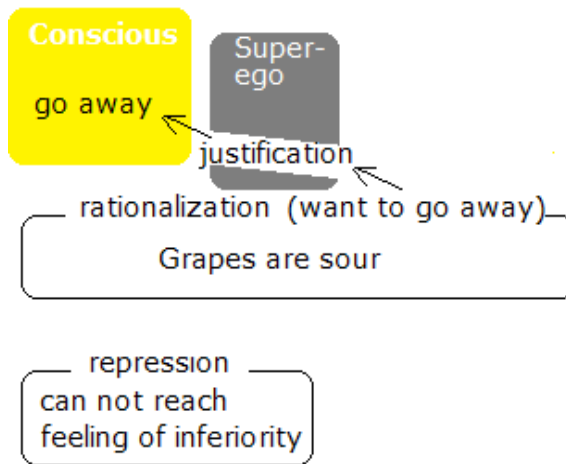 Conscious
Super-
ego
go away
justification
rationalization (want to go away)
Grapes are sour
repression
can not reach
feeling of inferiority